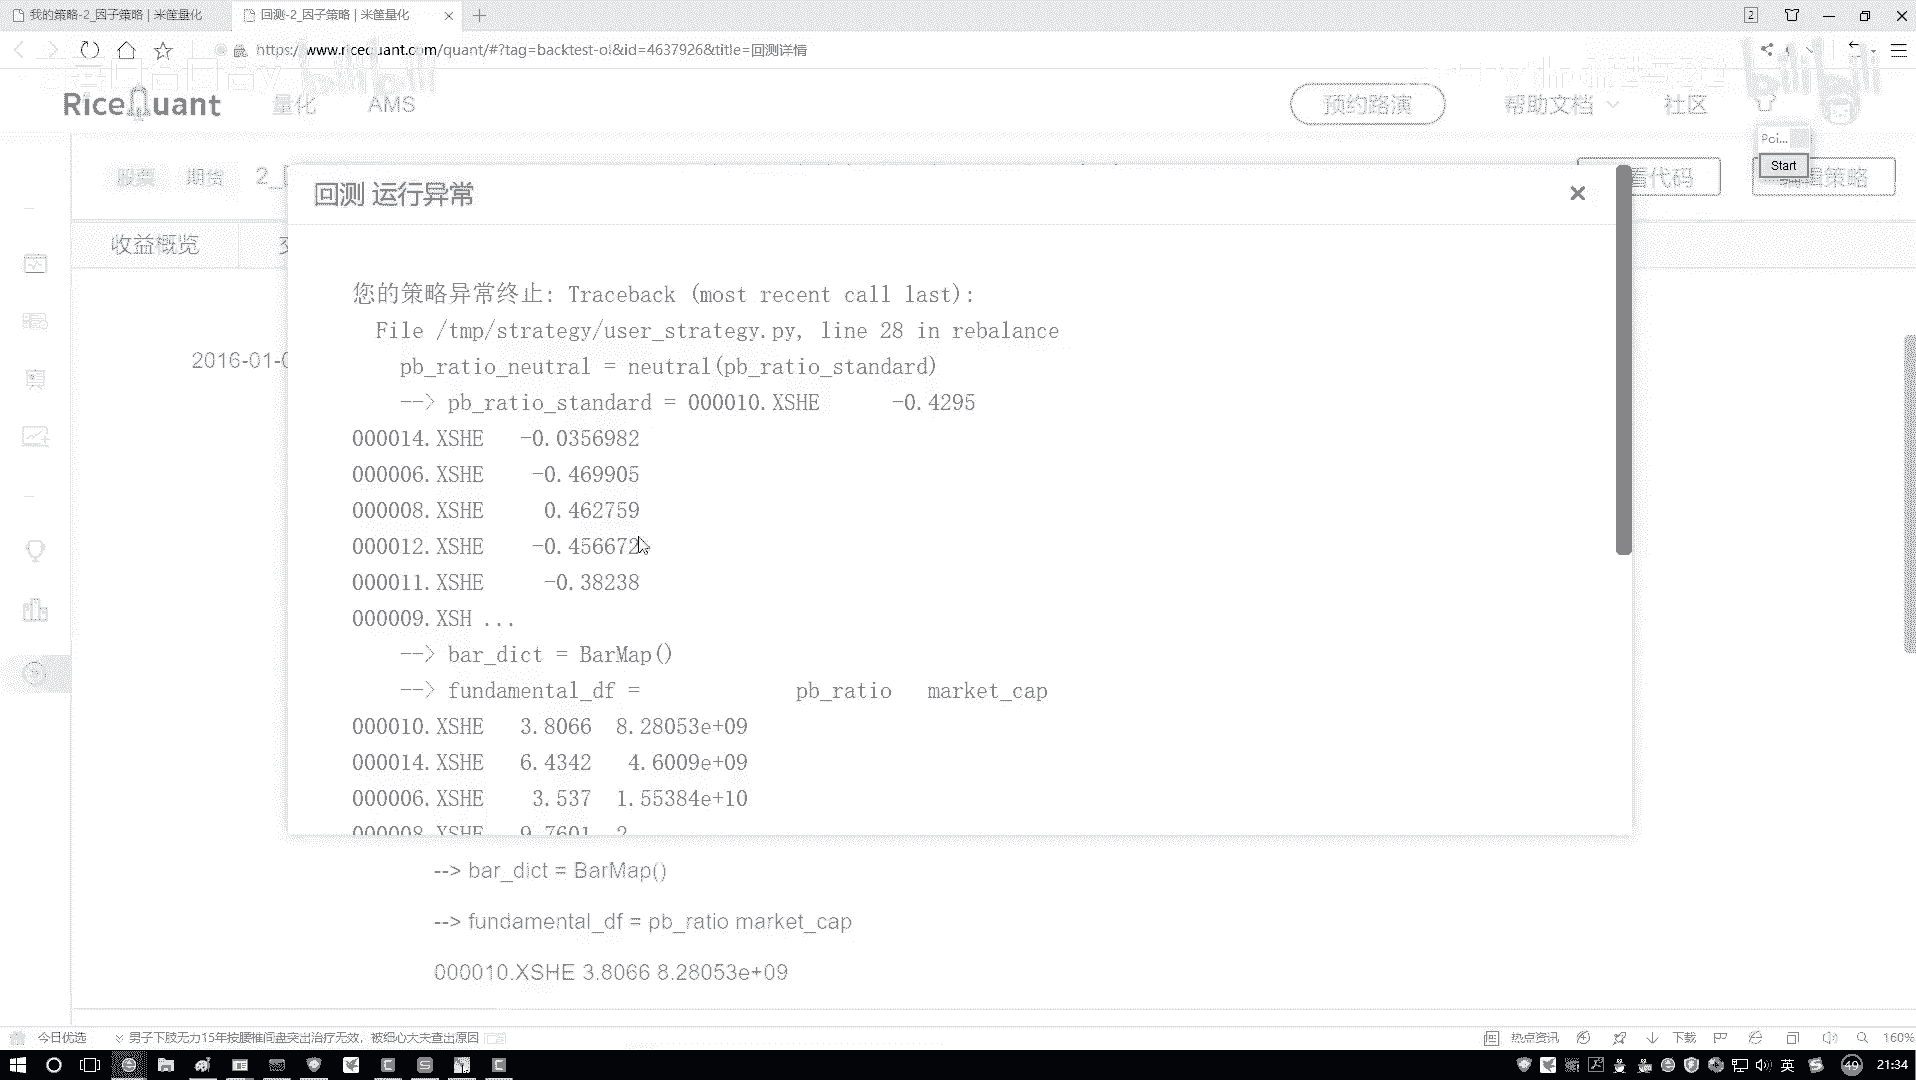 我的策略-2_因子策略 | 米筐量化
回测-2_因子策略 | 米筐量化
2
https://www.ricequant.com/quant/#?tag=backtest-ol&id=4637926&title=回测详情
bilibili
bilibili
RiceQuant
量化
AMS
预约路演
帮助文档
社区
Poi...
Start
股票
期货
2_
看代码
编辑策略
回测 运行异常
收益概览
2016-01-0
您的策略异常终止: Traceback (most recent call last):
File /tmp/strategy/user_strategy.py, line 28 in rebalance
pb_ratio_neutral = neutral(pb_ratio_standard)
--> pb_ratio_standard = 000010.XSHE -0.4295
000014.XSHE -0.0356982
000006.XSHE -0.469905
000008.XSHE 0.462759
000012.XSHE -0.456672
000011.XSHE -0.38238
000009.XSH ...
--> bar_dict = BarMap()
--> fundamental_df = pb_ratio market_cap
000010.XSHE 3.8066 8.28053e+09
000014.XSHE 6.4342 4.6009e+09
000006.XSHE 3.537 1.55384e+10
000008.XSHE 9.7601 2
--> bar_dict = BarMap()
--> fundamental_df = pb_ratio market_cap
000010.XSHE 3.8066 8.28053e+09
今日优选
男子下肢无力15年按腰椎间盘突出治疗无效，被细心大夫查出原因
热点资讯
下载
160%
英
49
21:34